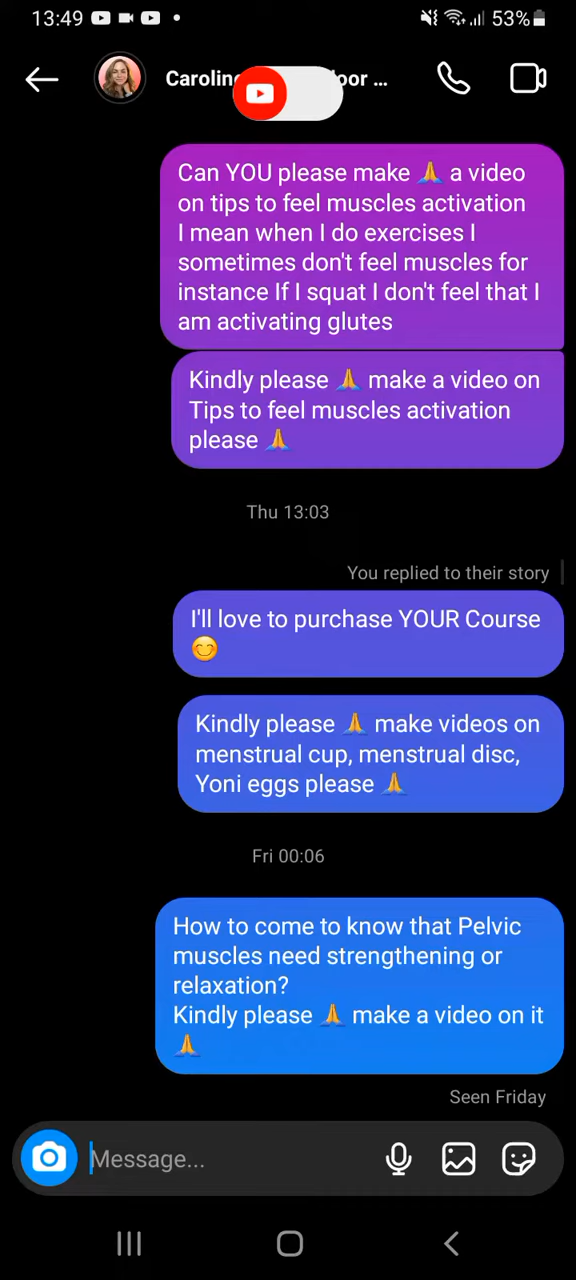 13:49
53%
Caroline
oor ...
Can YOU please make 🙏 a video
on tips to feel muscles activation
I mean when I do exercises I
sometimes don't feel muscles for
instance If I squat I don't feel that I
am activating glutes
Kindly please 🙏 make a video on
Tips to feel muscles activation
please 🙏
Thu 13:03
You replied to their story
I'll love to purchase YOUR Course
😊
Kindly please 🙏 make videos on
menstrual cup, menstrual disc,
Yoni eggs please 🙏
Fri 00:06
How to come to know that Pelvic
muscles need strengthening or
relaxation?
Kindly please 🙏 make a video on it
🙏
Seen Friday
Message...